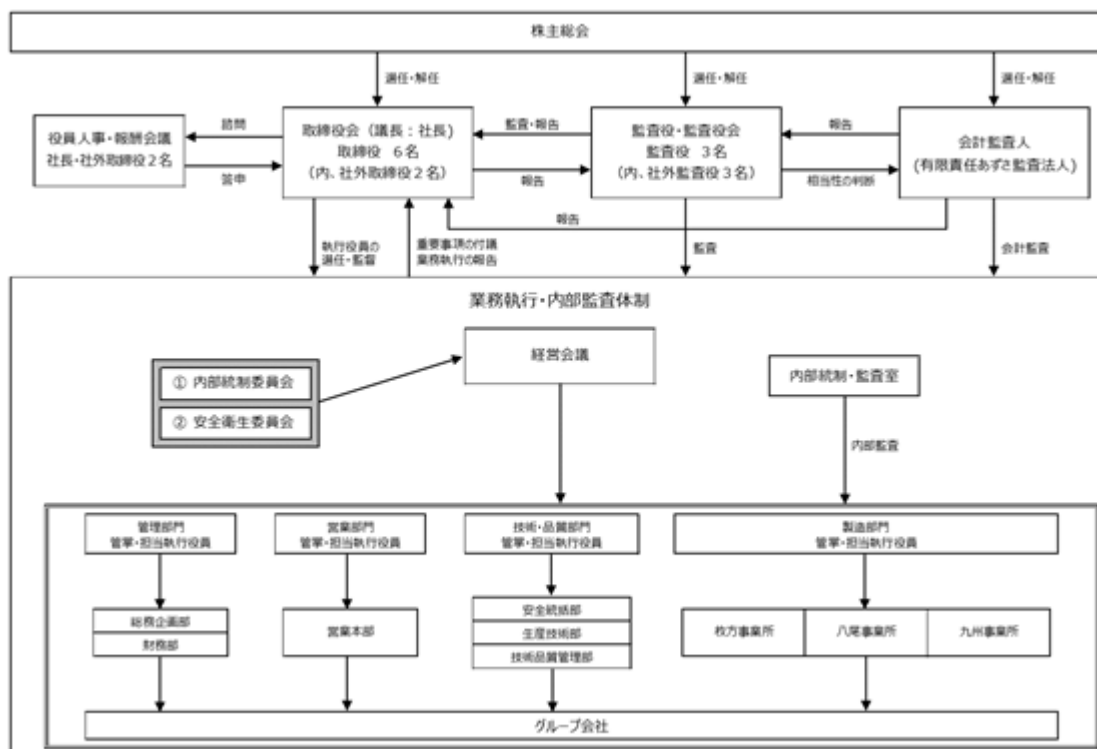 株主総会
選任・解任
選任・解任
選任・解任
役員人事・報酬会議
社長・社外取締役2名
諮問
答申
取締役会（議長：社長)
取締役 6名
（内、社外取締役2名）
監査・報告
報告
監査役・監査役会
監査役 3名
（内、社外監査役3名）
報告
相当性の判断
会計監査人
(有限責任あずさ監査法人)
報告
執行役員の
選任・監督
重要事項の付議
業務執行の報告
監査
会計監査
業務執行・内部監査体制
経営会議
① 内部統制委員会
② 安全衛生委員会
内部統制・監査室
内部監査
管理部門
管掌・担当執行役員
営業部門
管掌・担当執行役員
技術・品質部門
管掌・担当執行役員
製造部門
管掌・担当執行役員
総務企画部
財務部
営業本部
安全統括部
生産技術部
技術品質管理部
枚方事業所
八尾事業所
九州事業所
グループ会社